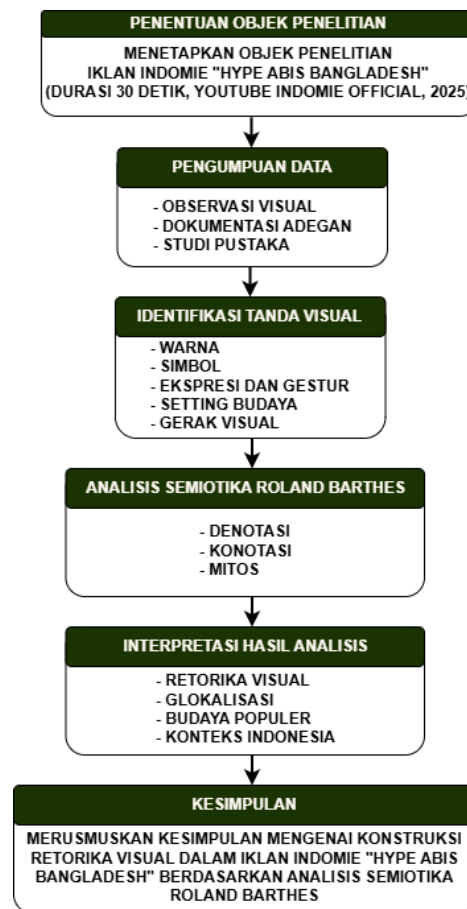 PENENTUAN OBJEK PENELITIAN
MENETAPKAN OBJEK PENELITIAN
IKLAN INDOMIE "HYPE ABIS BANGLADESH"
(DURASI 30 DETIK, YOUTUBE INDOMIE OFFICIAL, 2025)
PENGUMPUAN DATA
- OBSERVASI VISUAL
- DOKUMENTASI ADEGAN
- STUDI PUSTAKA
IDENTIFIKASI TANDA VISUAL
- WARNA
- SIMBOL
- EKSPRESI DAN GESTUR
- SETTING BUDAYA
- GERAK VISUAL
ANALISIS SEMIOTIKA ROLAND BARTHES
- DENOTASI
- KONOTASI
- MITOS
INTERPRETASI HASIL ANALISIS
- RETORIKA VISUAL
- GLOKALISASI
- BUDAYA POPULER
- KONTEKS INDONESIA
KESIMPULAN
MERUSMUSKAN KESIMPULAN MENGENAI KONSTRUKSI
RETORIKA VISUAL DALAM IKLAN INDOMIE "HYPE ABIS
BANGLADESH" BERDASARKAN ANALISIS SEMIOTIKA
ROLAND BARTHES